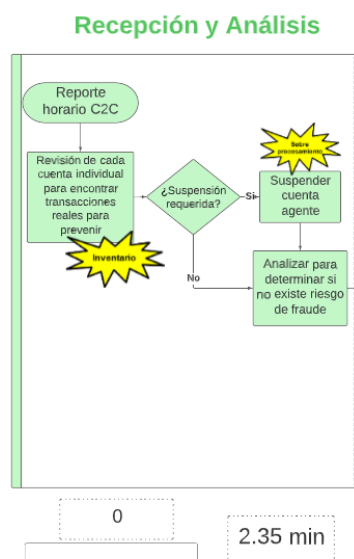 Recepción y Análisis
Reporte
horario C2C
Revisión de cada
cuenta individual
para encontrar
transacciones
reales para
prevenir
Inventario
¿Suspensión
requerida?
Si
No
Sobre
procesamiento
Suspender
cuenta
agente
Analizar para
determinar si
no existe riesgo
de fraude
0
2.35 min